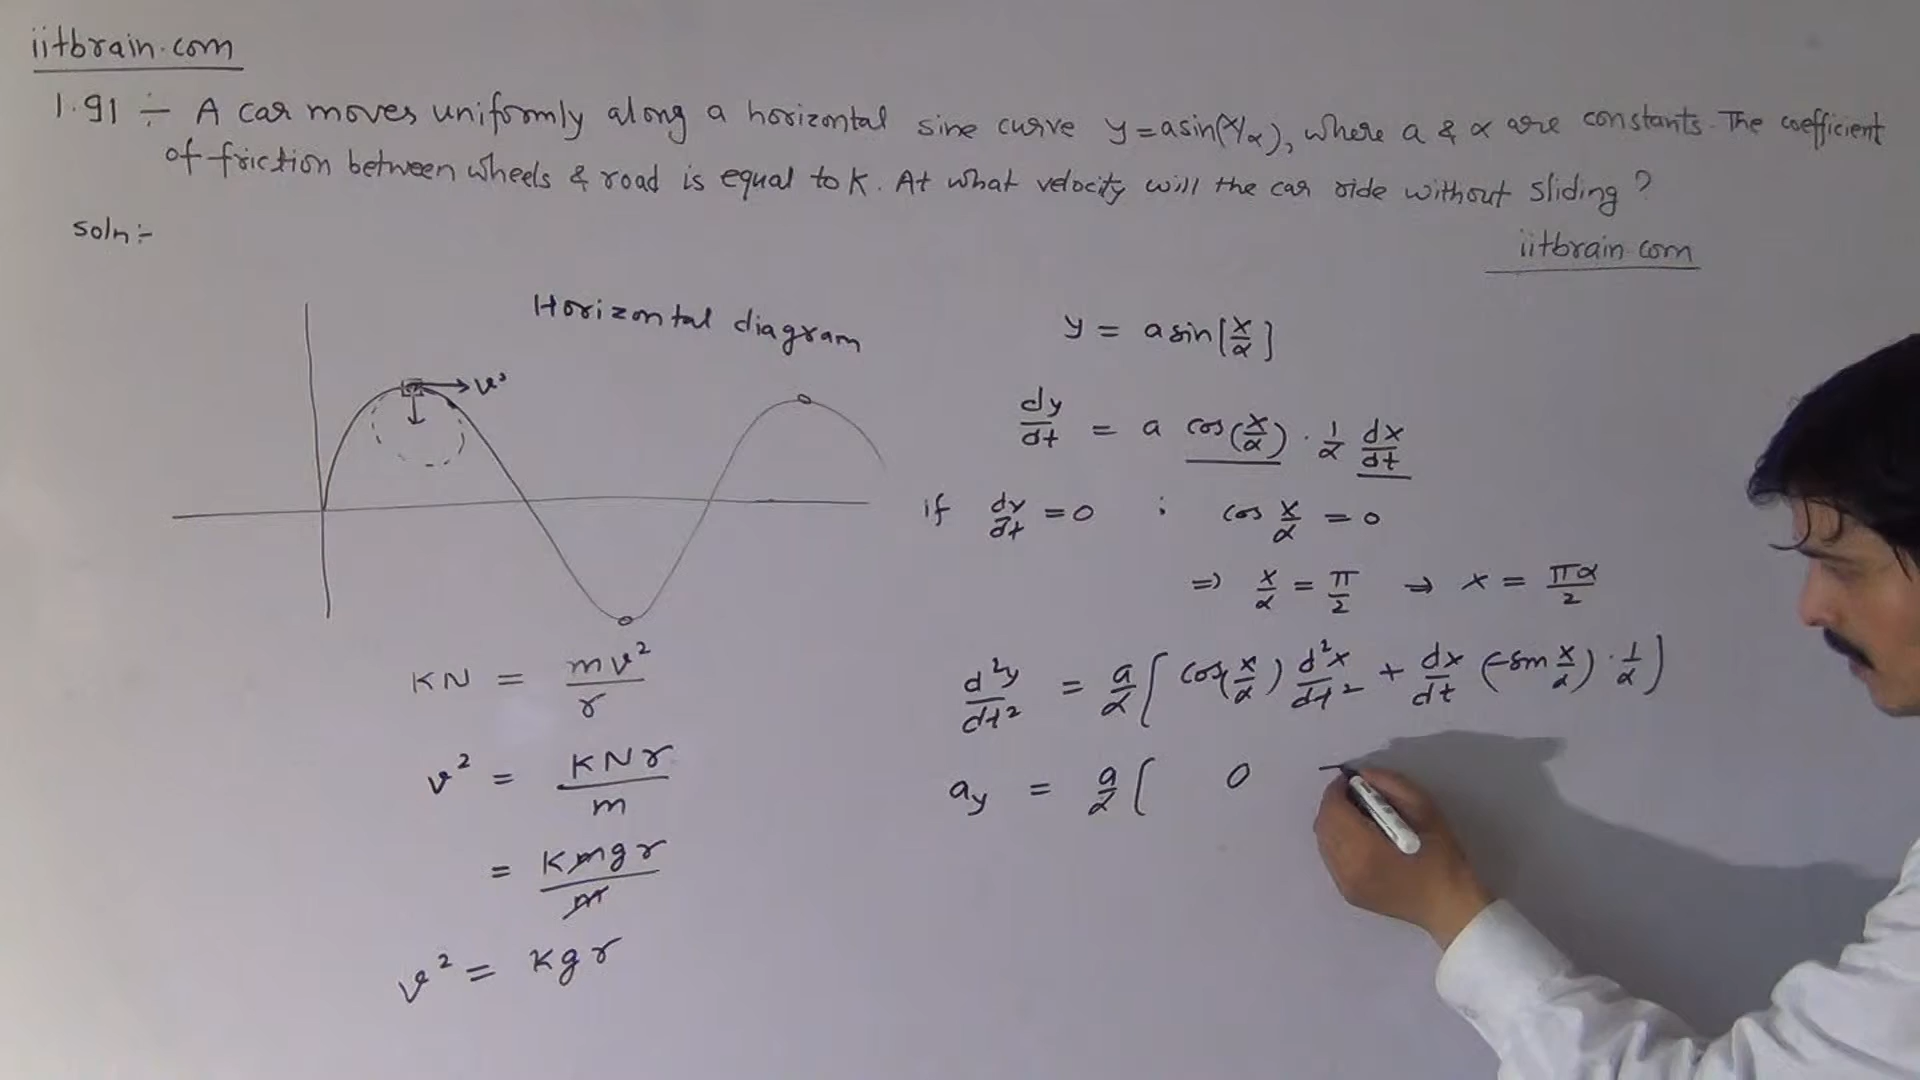 iitbrain.com
1.91 ÷ A car moves uniformly along a horizontal sine curve y=asin(x/α), where a & α are constants. The coefficient
of friction between wheels & road is equal to K. At what velocity will the car ride without sliding?
soln:-
iitbrain.com
Horizontal diagram
v
KN = mv²/r
v² = KNr/m
= Kmgr/m
v² = Kgr
y = a sin[x/α]
dy/dt = a cos(x/α) · 1/α dx/dt
if dy/dt = 0 : cos x/α = 0
=> x/α = π/2 → x = πα/2
d²y/dt² = a/α [cos(x/α) d²x/dt² + dx/dt (-sin x/α) · 1/α]
ay = a/α [ 0 -